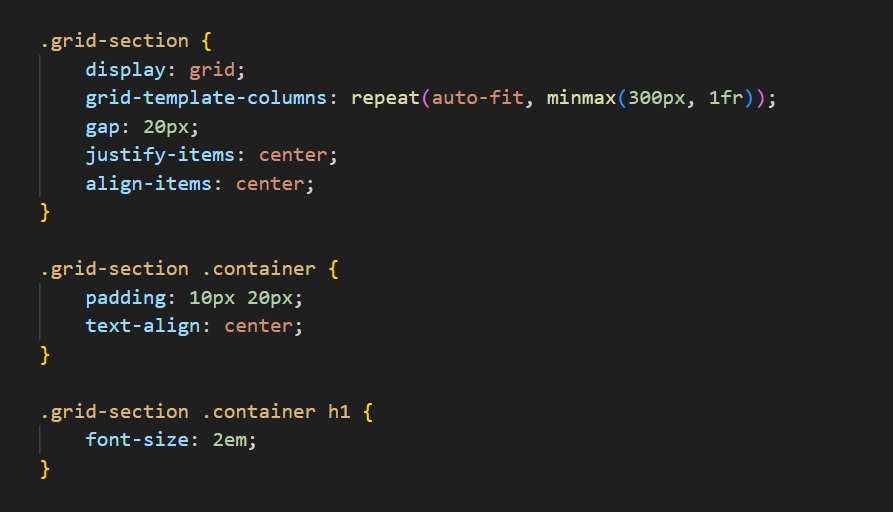 .grid-section {
    display: grid;
    grid-template-columns: repeat(auto-fit, minmax(300px, 1fr));
    gap: 20px;
    justify-items: center;
    align-items: center;
}

.grid-section .container {
    padding: 10px 20px;
    text-align: center;
}

.grid-section .container h1 {
    font-size: 2em;
}